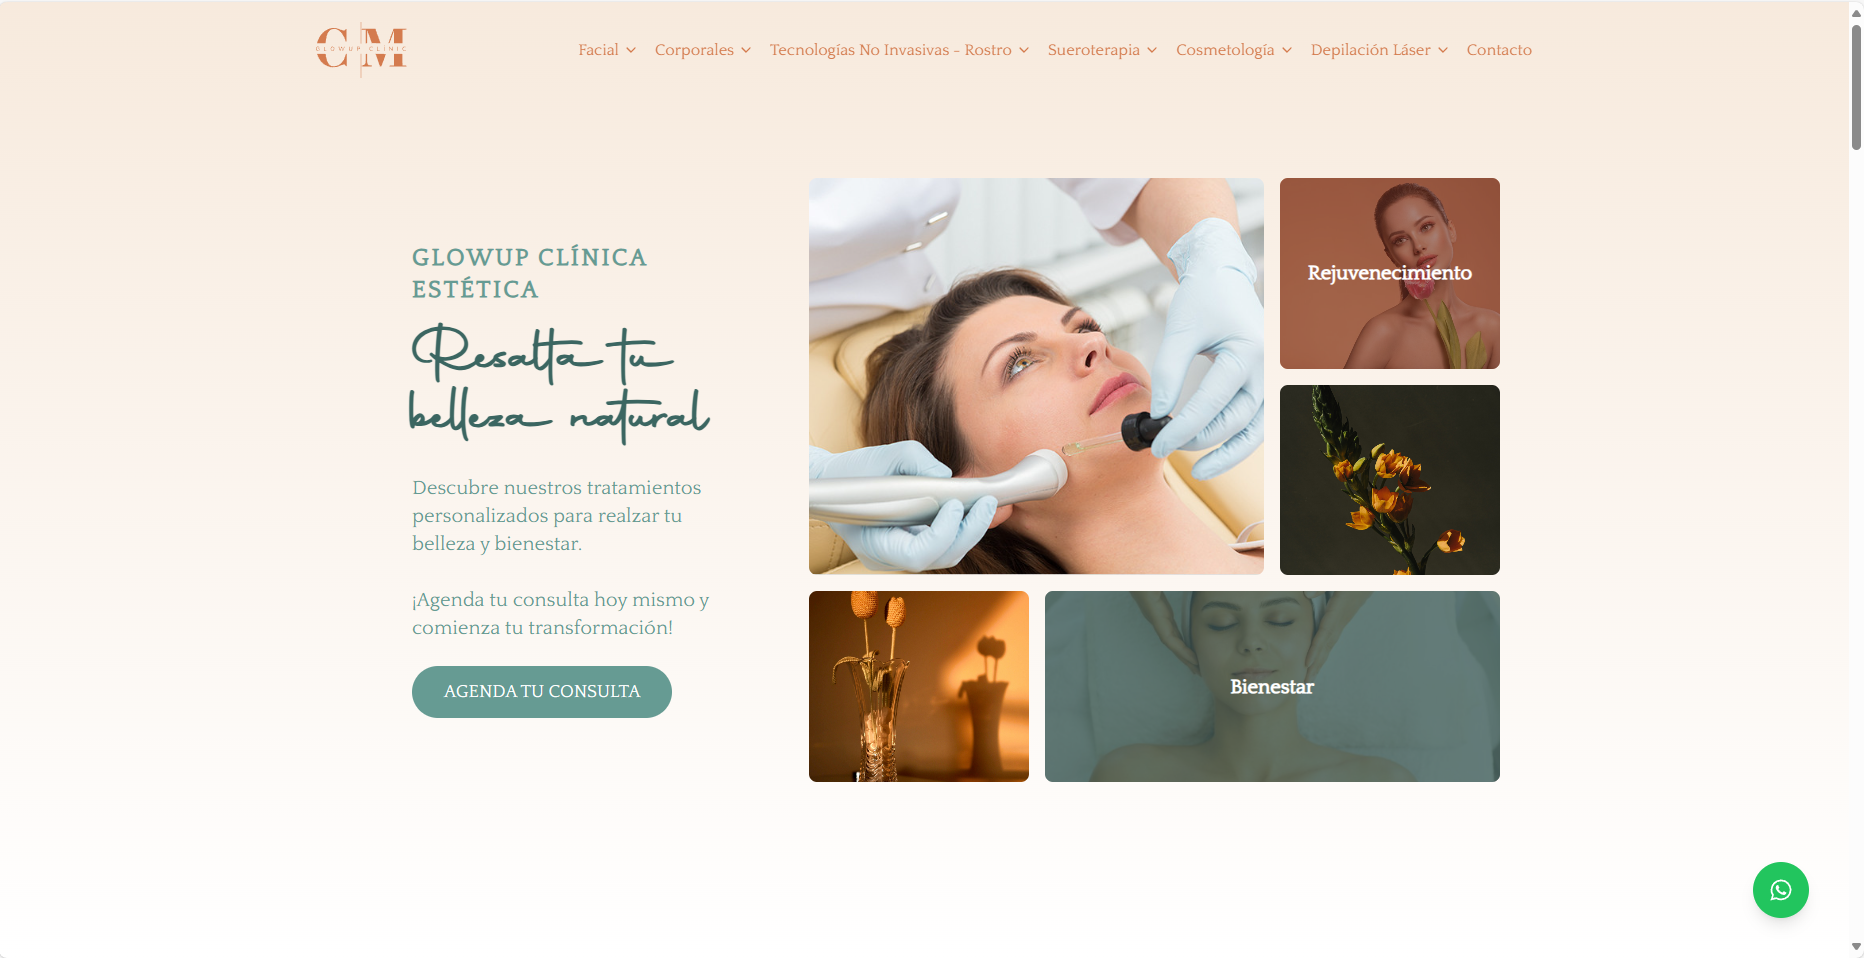 C M
GLOWUP CLINIC
Facial
Corporales
Tecnologías No Invasivas - Rostro
Sueroterapia
Cosmetología
Depilación Láser
Contacto
GLOWUP CLÍNICA
ESTÉTICA
Resalta tu
belleza natural
Descubre nuestros tratamientos
personalizados para realzar tu
belleza y bienestar.
¡Agenda tu consulta hoy mismo y
comienza tu transformación!
AGENDA TU CONSULTA
Rejuvenecimiento
Bienestar